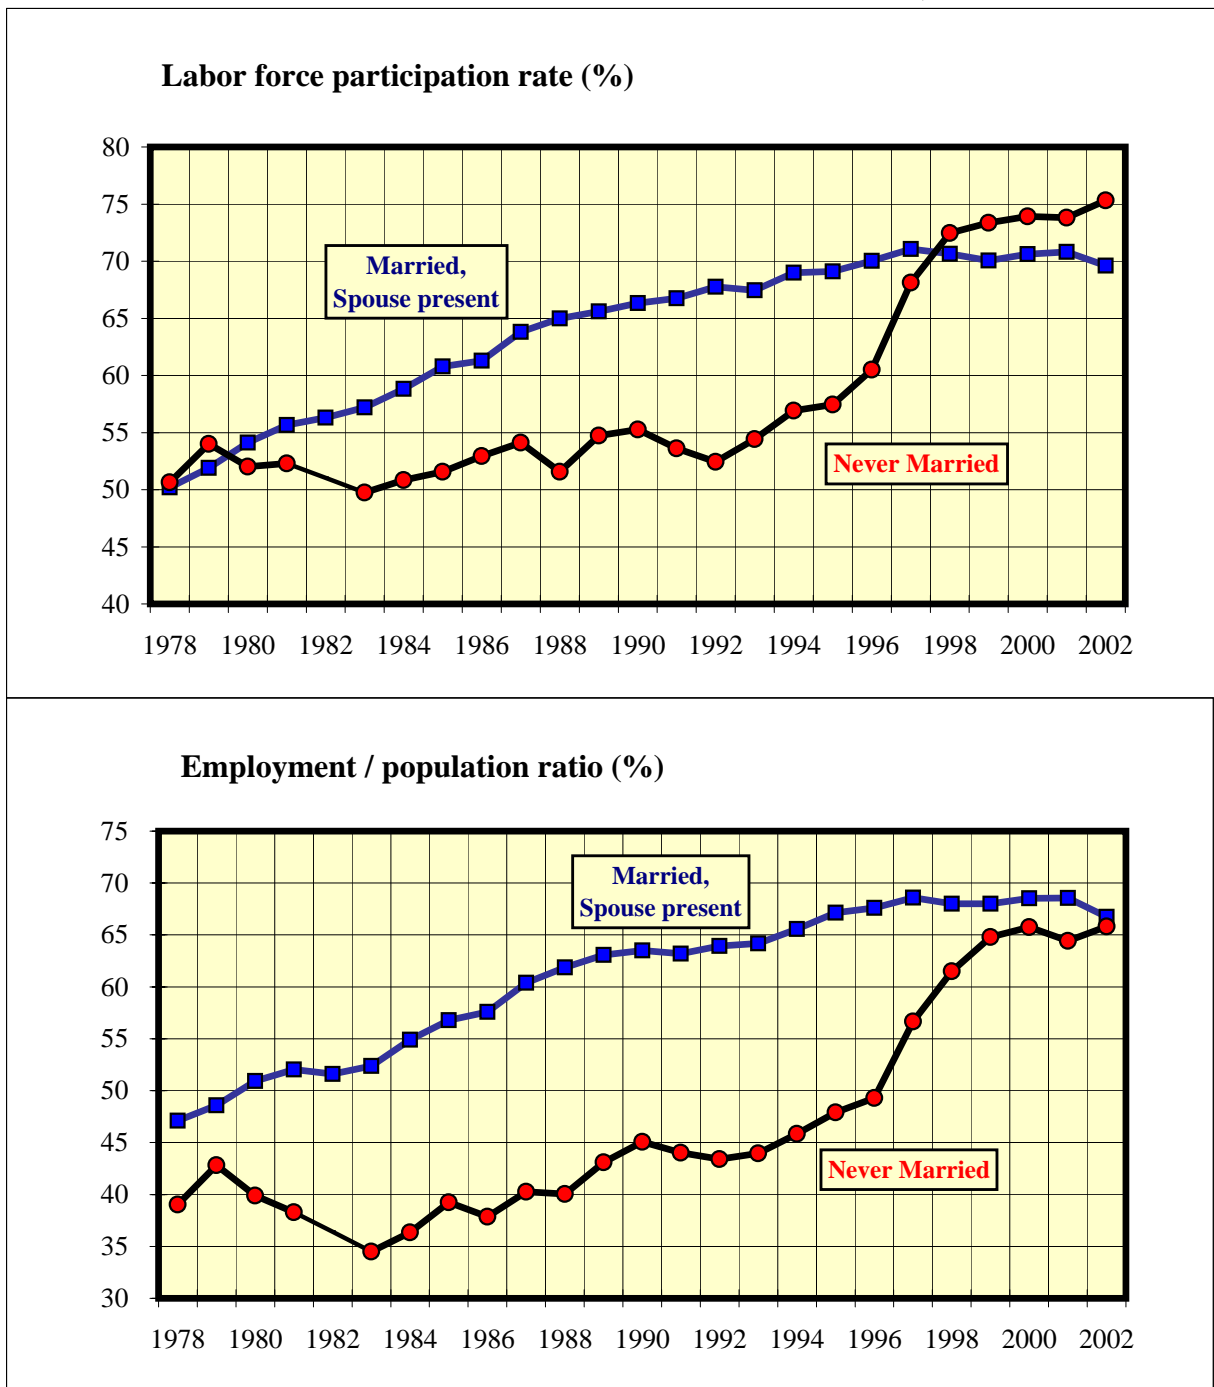 Labor force participation rate (%)
80
75
70
65
60
55
50
45
40
Married,
Spouse present
Never Married
1978 1980 1982 1984 1986 1988 1990 1992 1994 1996 1998 2000 2002
Employment / population ratio (%)
75
70
65
60
55
50
45
40
35
30
Married,
Spouse present
Never Married
1978 1980 1982 1984 1986 1988 1990 1992 1994 1996 1998 2000 2002